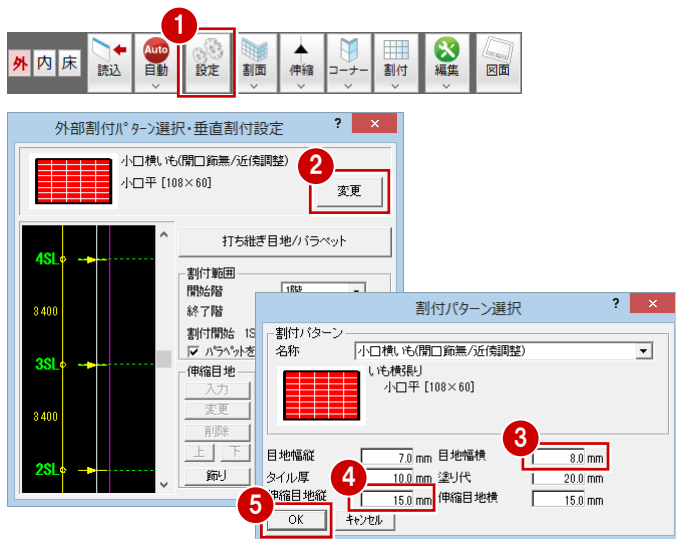 1
外 内 床 読込 Auto 自動 設定 割面 伸縮 コーナー 割付 編集 図面
外部割付パターン選択・垂直割付設定 ? ×
小口横いも(開口飾無/近傍調整)
小口平 [108×60]
2
変更
打ち継ぎ目地/パラペット
4SL
3400
3SL
3400
2SL
割付範囲
開始階 1階
終了階
割付開始 1S
パラペットを
伸縮目地
入力
変更
削除
上 下
飾り
割付パターン選択 ? ×
割付パターン
名称 小口横いも(開口飾無/近傍調整)
いも横張り
小口平 [108×60]
3
目地幅縦 7.0 mm 目地幅横 8.0 mm
タイル厚 10.0 mm 塗り代 20.0 mm
4
伸縮目地縦 15.0 mm 伸縮目地横 15.0 mm
5
OK キャンセル